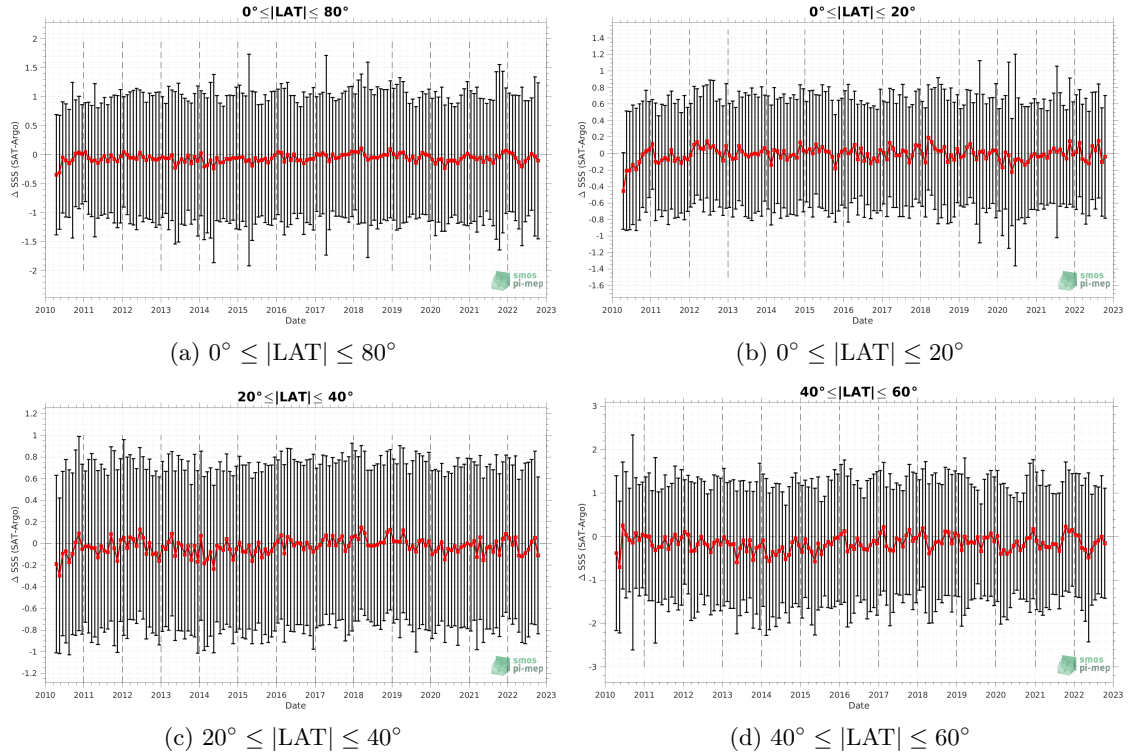 0°≤|LAT|≤ 80°
Δ SSS (SAT-Argo)
2
1.5
1
0.5
0
-0.5
-1
-1.5
-2
2010 2011 2012 2013 2014 2015 2016 2017 2018 2019 2020 2021 2022 2023
Date
smos
pi-mep
(a) 0° ≤ |LAT| ≤ 80°
0°≤|LAT|≤ 20°
Δ SSS (SAT-Argo)
1.4
1.2
1
0.8
0.6
0.4
0.2
0
-0.2
-0.4
-0.6
-0.8
-1
-1.2
-1.4
-1.6
2010 2011 2012 2013 2014 2015 2016 2017 2018 2019 2020 2021 2022 2023
Date
smos
pi-mep
(b) 0° ≤ |LAT| ≤ 20°
20°≤|LAT|≤ 40°
Δ SSS (SAT-Argo)
1.2
1
0.8
0.6
0.4
0.2
0
-0.2
-0.4
-0.6
-0.8
-1
-1.2
2010 2011 2012 2013 2014 2015 2016 2017 2018 2019 2020 2021 2022 2023
Date
smos
pi-mep
(c) 20° ≤ |LAT| ≤ 40°
40°≤|LAT|≤ 60°
Δ SSS (SAT-Argo)
3
2
1
0
-1
-2
-3
2010 2011 2012 2013 2014 2015 2016 2017 2018 2019 2020 2021 2022 2023
Date
smos
pi-mep
(d) 40° ≤ |LAT| ≤ 60°